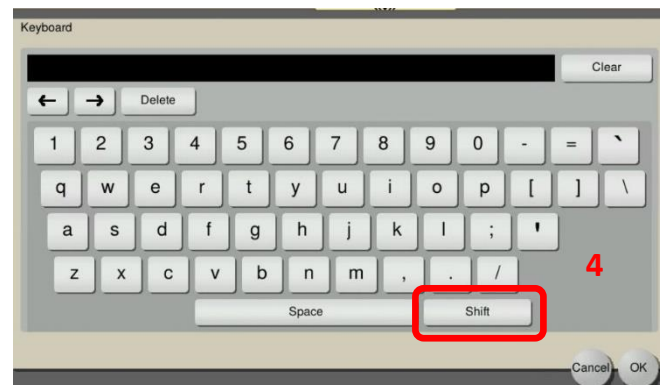 Keyboard
Clear
← → Delete
1 2 3 4 5 6 7 8 9 0 - = `
q w e r t y u i o p [ ] \
a s d f g h j k l ; '
z x c v b n m , . / 4
Space Shift
Cancel OK